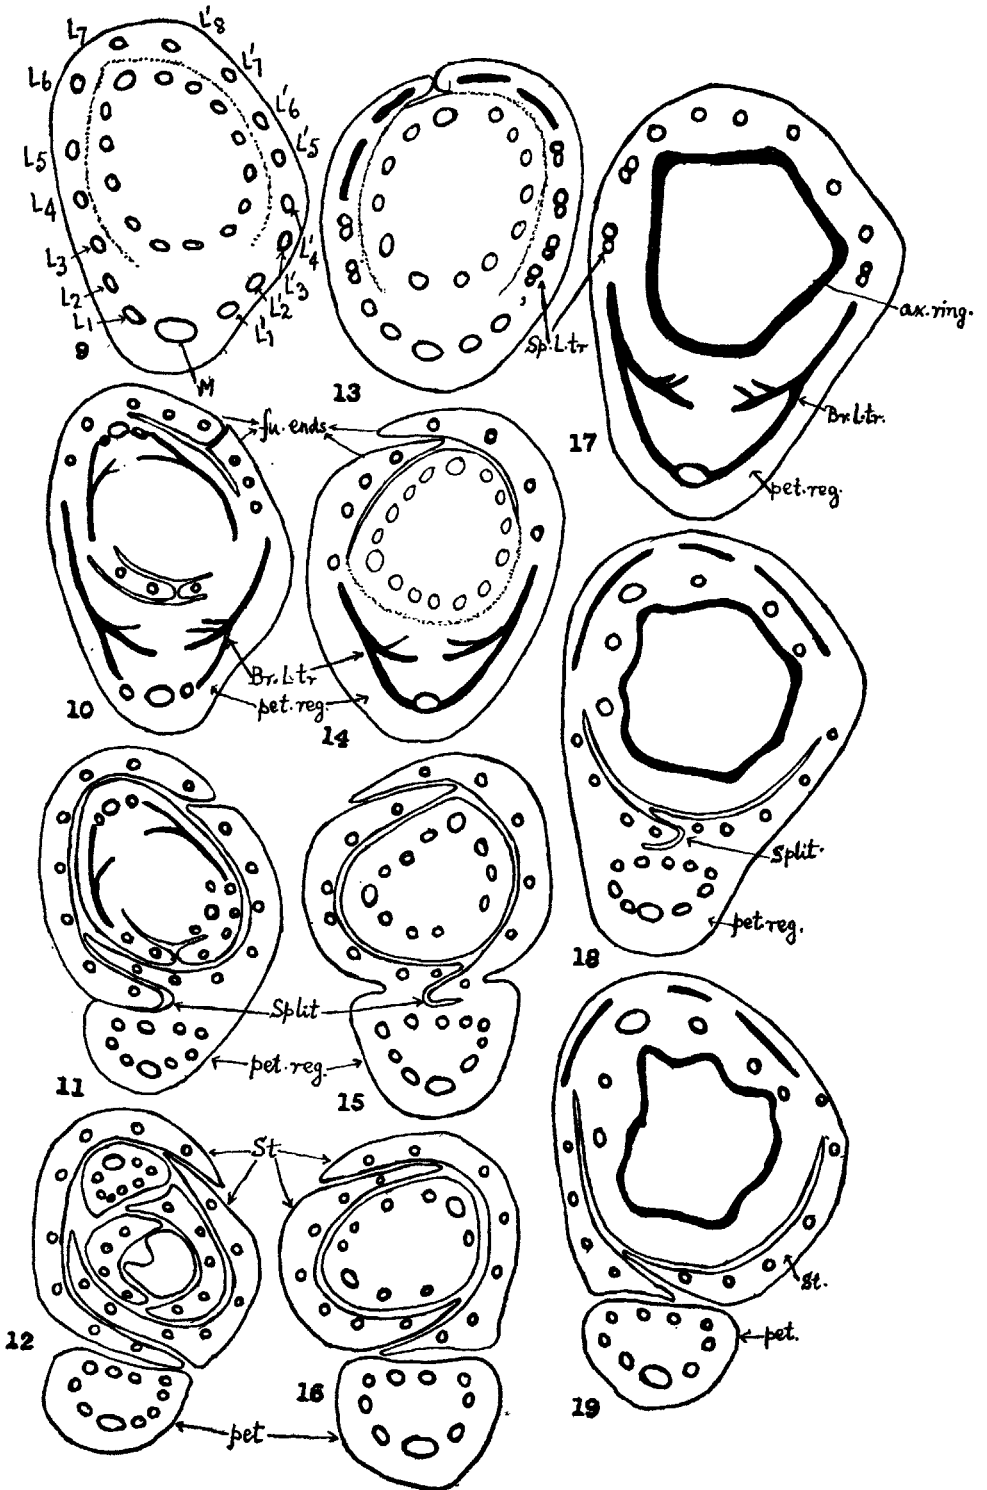 L7
L'8
L6
L'7
L'6
L5
L'5
L4
L'4
L3
L'3
L2
L'2
L1
L'1
M
9
Sp.L.tr
13
ax.ring.
Br.l.tr.
pet.reg.
17
fu.ends
Br.L.tr
pet.reg.
10
14
Split
pet.reg.
18
Split
pet.reg.
11
15
St.
St.
pet.
12
16
19
pet